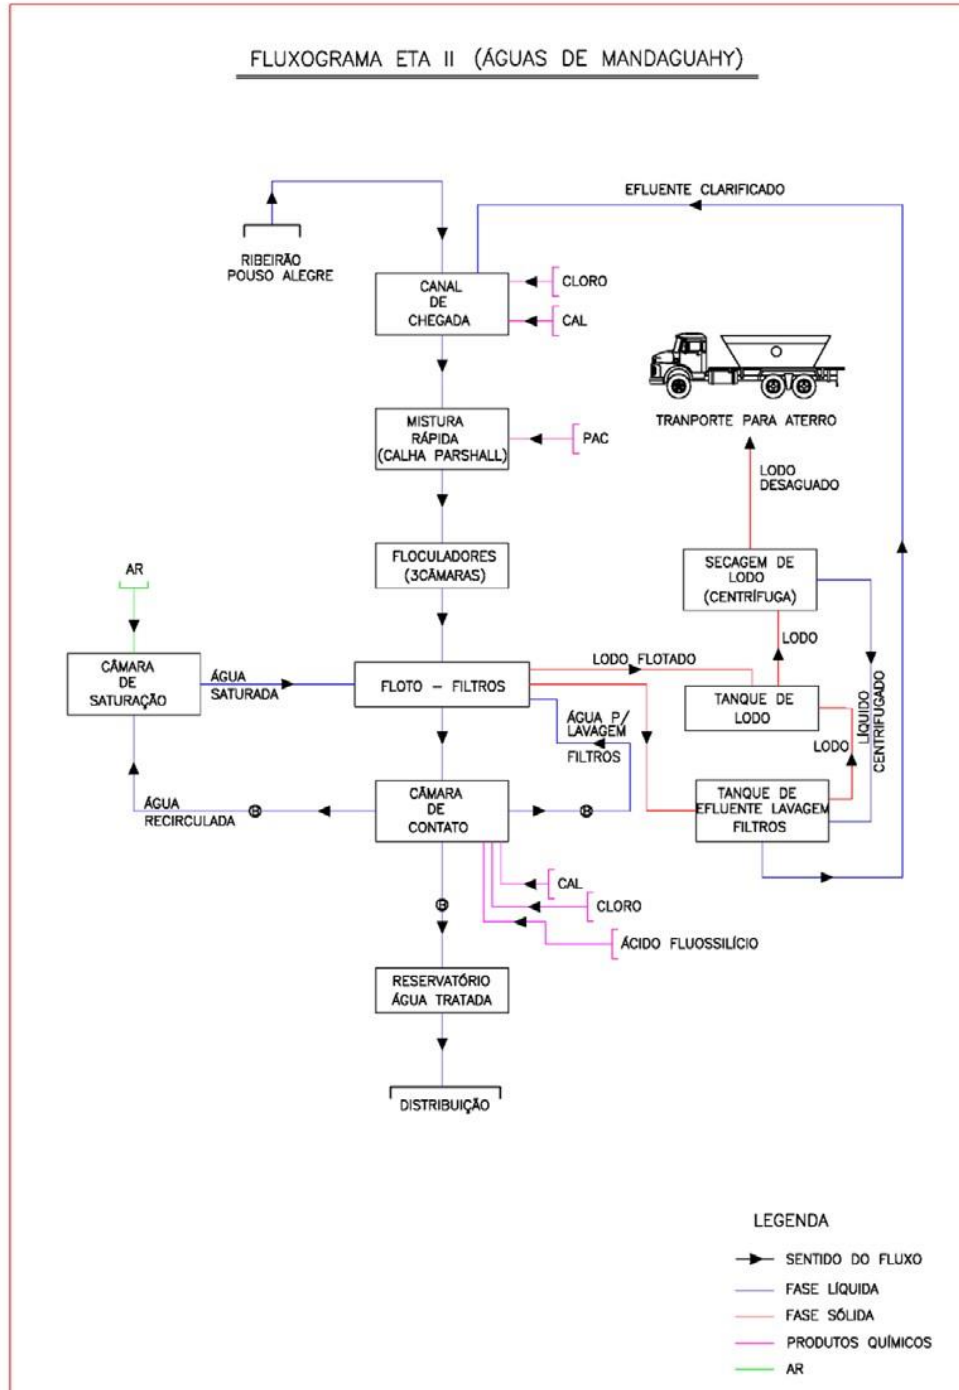 FLUXOGRAMA ETA II (ÁGUAS DE MANDAGUAHY)
EFLUENTE CLARIFICADO
RIBEIRÃO
POUSO ALEGRE
CANAL
DE
CHEGADA
CLORO
CAL
MISTURA
RÁPIDA
(CALHA PARSHALL)
PAC
TRANPORTE PARA ATERRO
LODO
DESAGUADO
FLOCULADORES
(3CÂMARAS)
SECAGEM DE
LODO
(CENTRÍFUGA)
AR
LODO
CÂMARA
DE
SATURAÇÃO
ÁGUA
SATURADA
FLOTO – FILTROS
LODO FLOTADO
TANQUE DE
LODO
LÍQUIDO
CENTRIFUGADO
ÁGUA P/
LAVAGEM
FILTROS
LODO
ÁGUA
RECIRCULADA
CÂMARA
DE
CONTATO
TANQUE DE
EFLUENTE LAVAGEM
FILTROS
CAL
CLORO
ÁCIDO FLUOSSILÍCIO
RESERVATÓRIO
ÁGUA TRATADA
DISTRIBUIÇÃO
LEGENDA
SENTIDO DO FLUXO
FASE LÍQUIDA
FASE SÓLIDA
PRODUTOS QUÍMICOS
AR